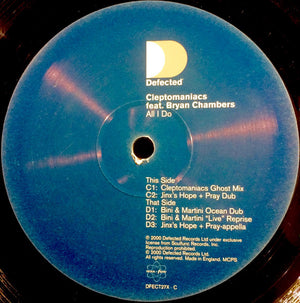 Defected
Cleptomaniacs
feat. Bryan Chambers
All I Do
This Side
C1: Cleptomaniacs Ghost Mix
C2: Jinx's Hope + Pray Dub
That Side
D1: Bini & Martini Ocean Dub
D2: Bini & Martini "Live" Reprise
D3: Jinx's Hope + Pray-appella
℗ 2000 Defected Records Ltd under exclusive
license from Soulfuric Recordings, Inc.
Reproduction prohibited.
© 2000 Defected Records Ltd.
All rights reserved. Made in England. MCPS
DFECT27X - C